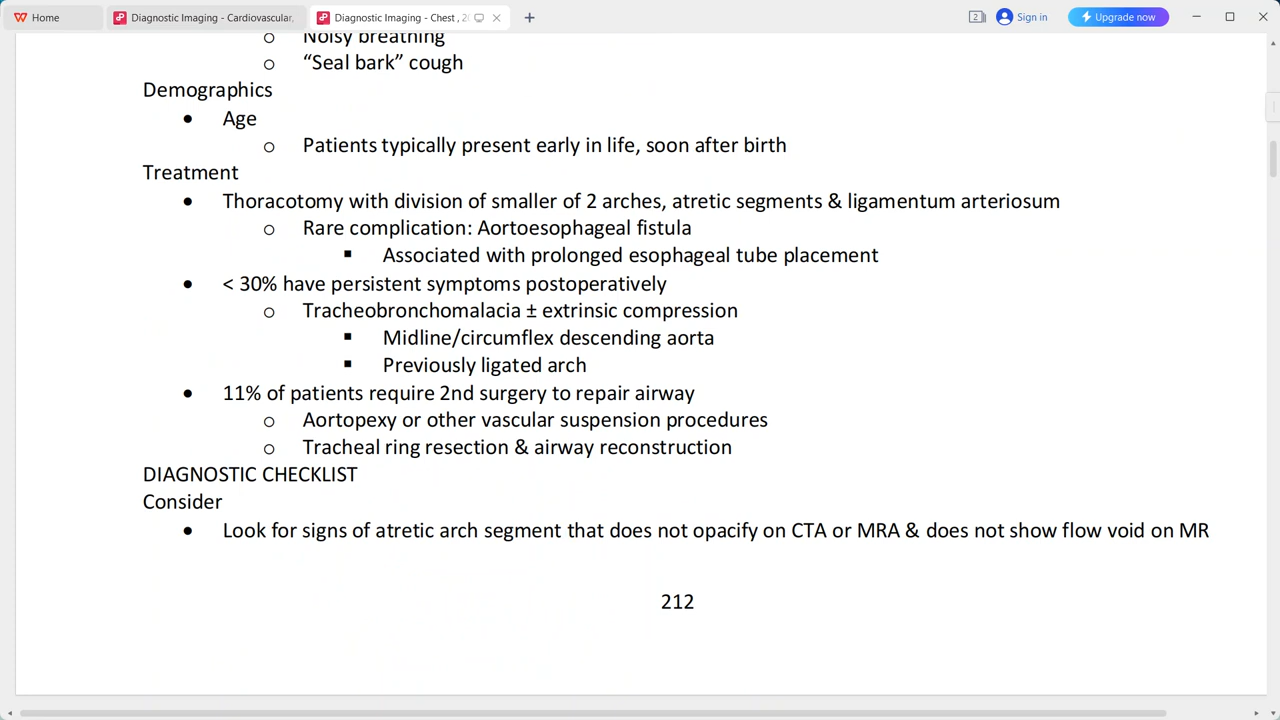 Home
Diagnostic Imaging - Cardiovascular,
Diagnostic Imaging - Chest , 2
2
Sign in
Upgrade now
o Noisy breathing
o “Seal bark” cough
Demographics
• Age
o Patients typically present early in life, soon after birth
Treatment
• Thoracotomy with division of smaller of 2 arches, atretic segments & ligamentum arteriosum
o Rare complication: Aortoesophageal fistula
▪ Associated with prolonged esophageal tube placement
• < 30% have persistent symptoms postoperatively
o Tracheobronchomalacia ± extrinsic compression
▪ Midline/circumflex descending aorta
▪ Previously ligated arch
• 11% of patients require 2nd surgery to repair airway
o Aortopexy or other vascular suspension procedures
o Tracheal ring resection & airway reconstruction
DIAGNOSTIC CHECKLIST
Consider
• Look for signs of atretic arch segment that does not opacify on CTA or MRA & does not show flow void on MR
212